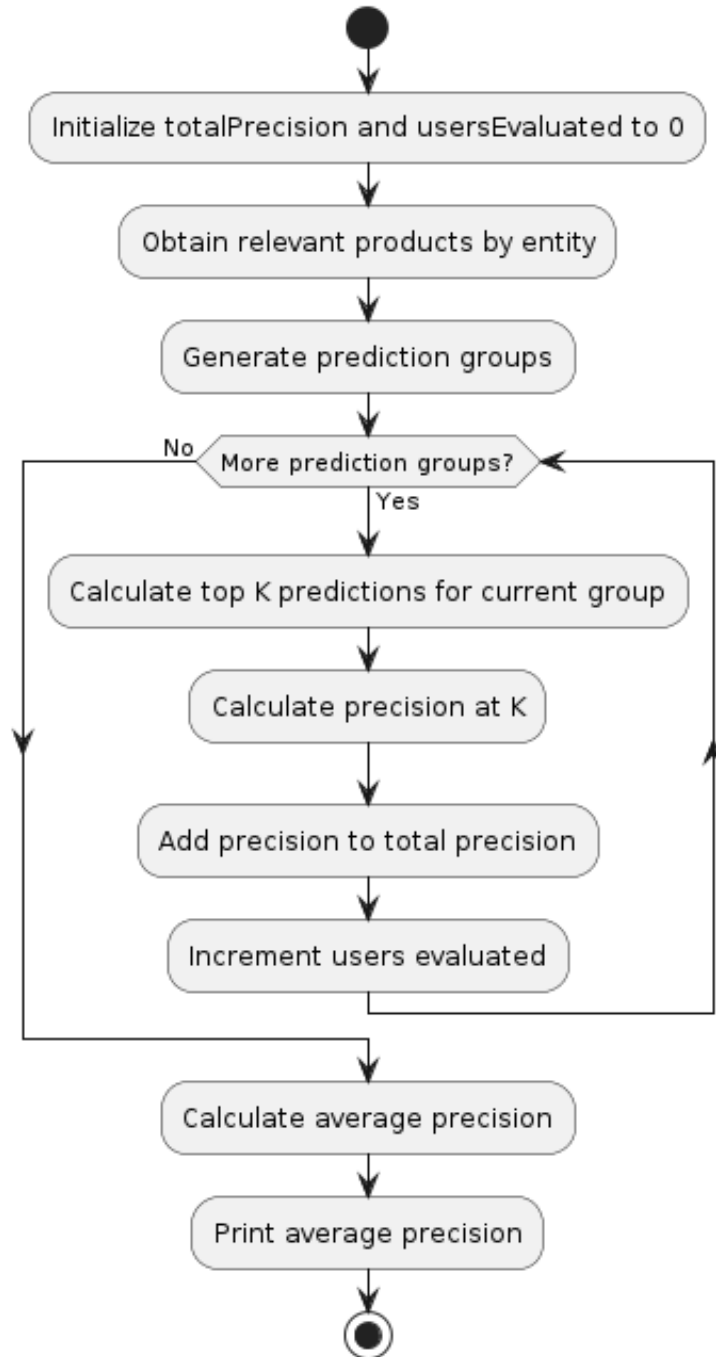 Initialize totalPrecision and usersEvaluated to 0
Obtain relevant products by entity
Generate prediction groups
No
More prediction groups?
Yes
Calculate top K predictions for current group
Calculate precision at K
Add precision to total precision
Increment users evaluated
Calculate average precision
Print average precision